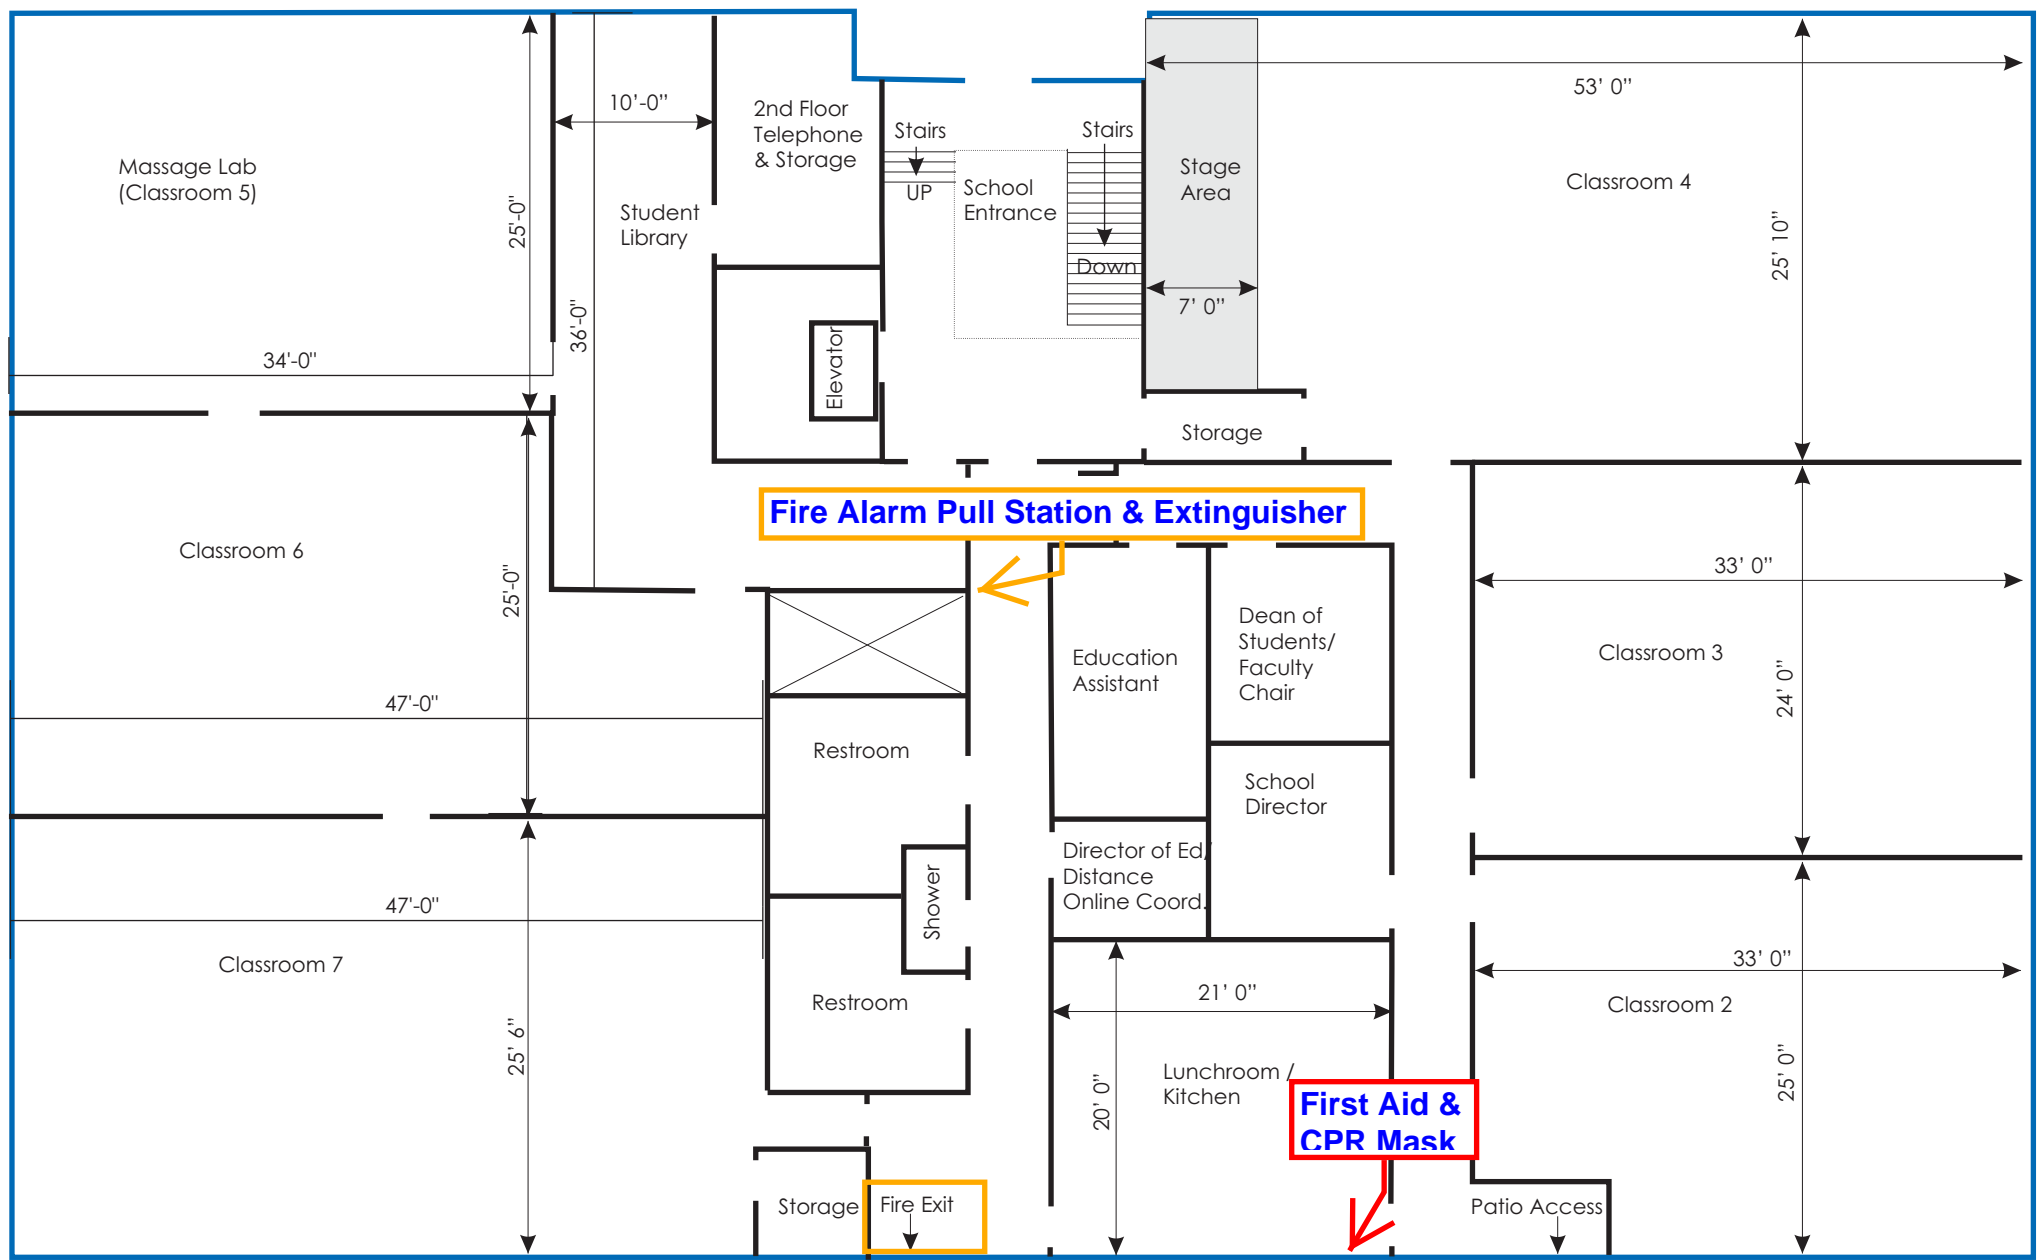 53’ 0”
10’-0”
2nd Floor
Telephone
& Storage
Stairs
Stairs
Massage Lab
(Classroom 5)
Stage
Area
Classroom 4
UP
School
Entrance
Student
Library
25'-0"
25’ 10”
Down
7’ 0”
36'-0"
34'-0"
Elevator
Storage
Fire Alarm Pull Station & Extinguisher
Classroom 6
25'-0"
33’ 0”
Dean of
Students/
Faculty
Chair
Education
Assistant
Classroom 3
24’ 0”
47'-0"
Restroom
School
Director
Director of Ed/
Distance
Online Coord.
47'-0"
Shower
Classroom 7
33’ 0”
Restroom
21’ 0”
Classroom 2
25’ 6”
20’ 0”
25’ 0”
Lunchroom /
Kitchen
First Aid &
CPR Mask
Storage
Fire Exit
Patio Access